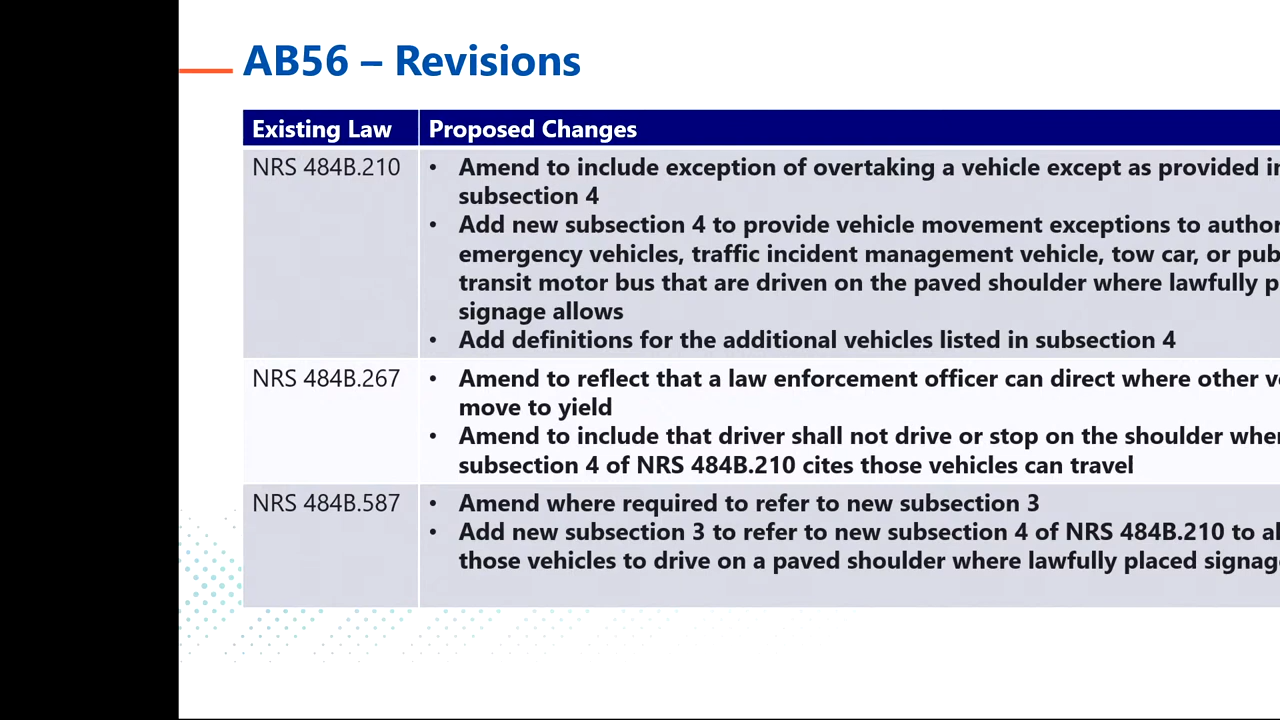 AB56 – Revisions
Existing Law
Proposed Changes
NRS 484B.210
• Amend to include exception of overtaking a vehicle except as provided
subsection 4
• Add new subsection 4 to provide vehicle movement exceptions to
emergency vehicles, traffic incident management vehicle, tow car, or
transit motor bus that are driven on the paved shoulder where lawfully
signage allows
• Add definitions for the additional vehicles listed in subsection 4
NRS 484B.267
• Amend to reflect that a law enforcement officer can direct where other
move to yield
• Amend to include that driver shall not drive or stop on the shoulder
subsection 4 of NRS 484B.210 cites those vehicles can travel
NRS 484B.587
• Amend where required to refer to new subsection 3
• Add new subsection 3 to refer to new subsection 4 of NRS 484B.210 to
those vehicles to drive on a paved shoulder where lawfully placed